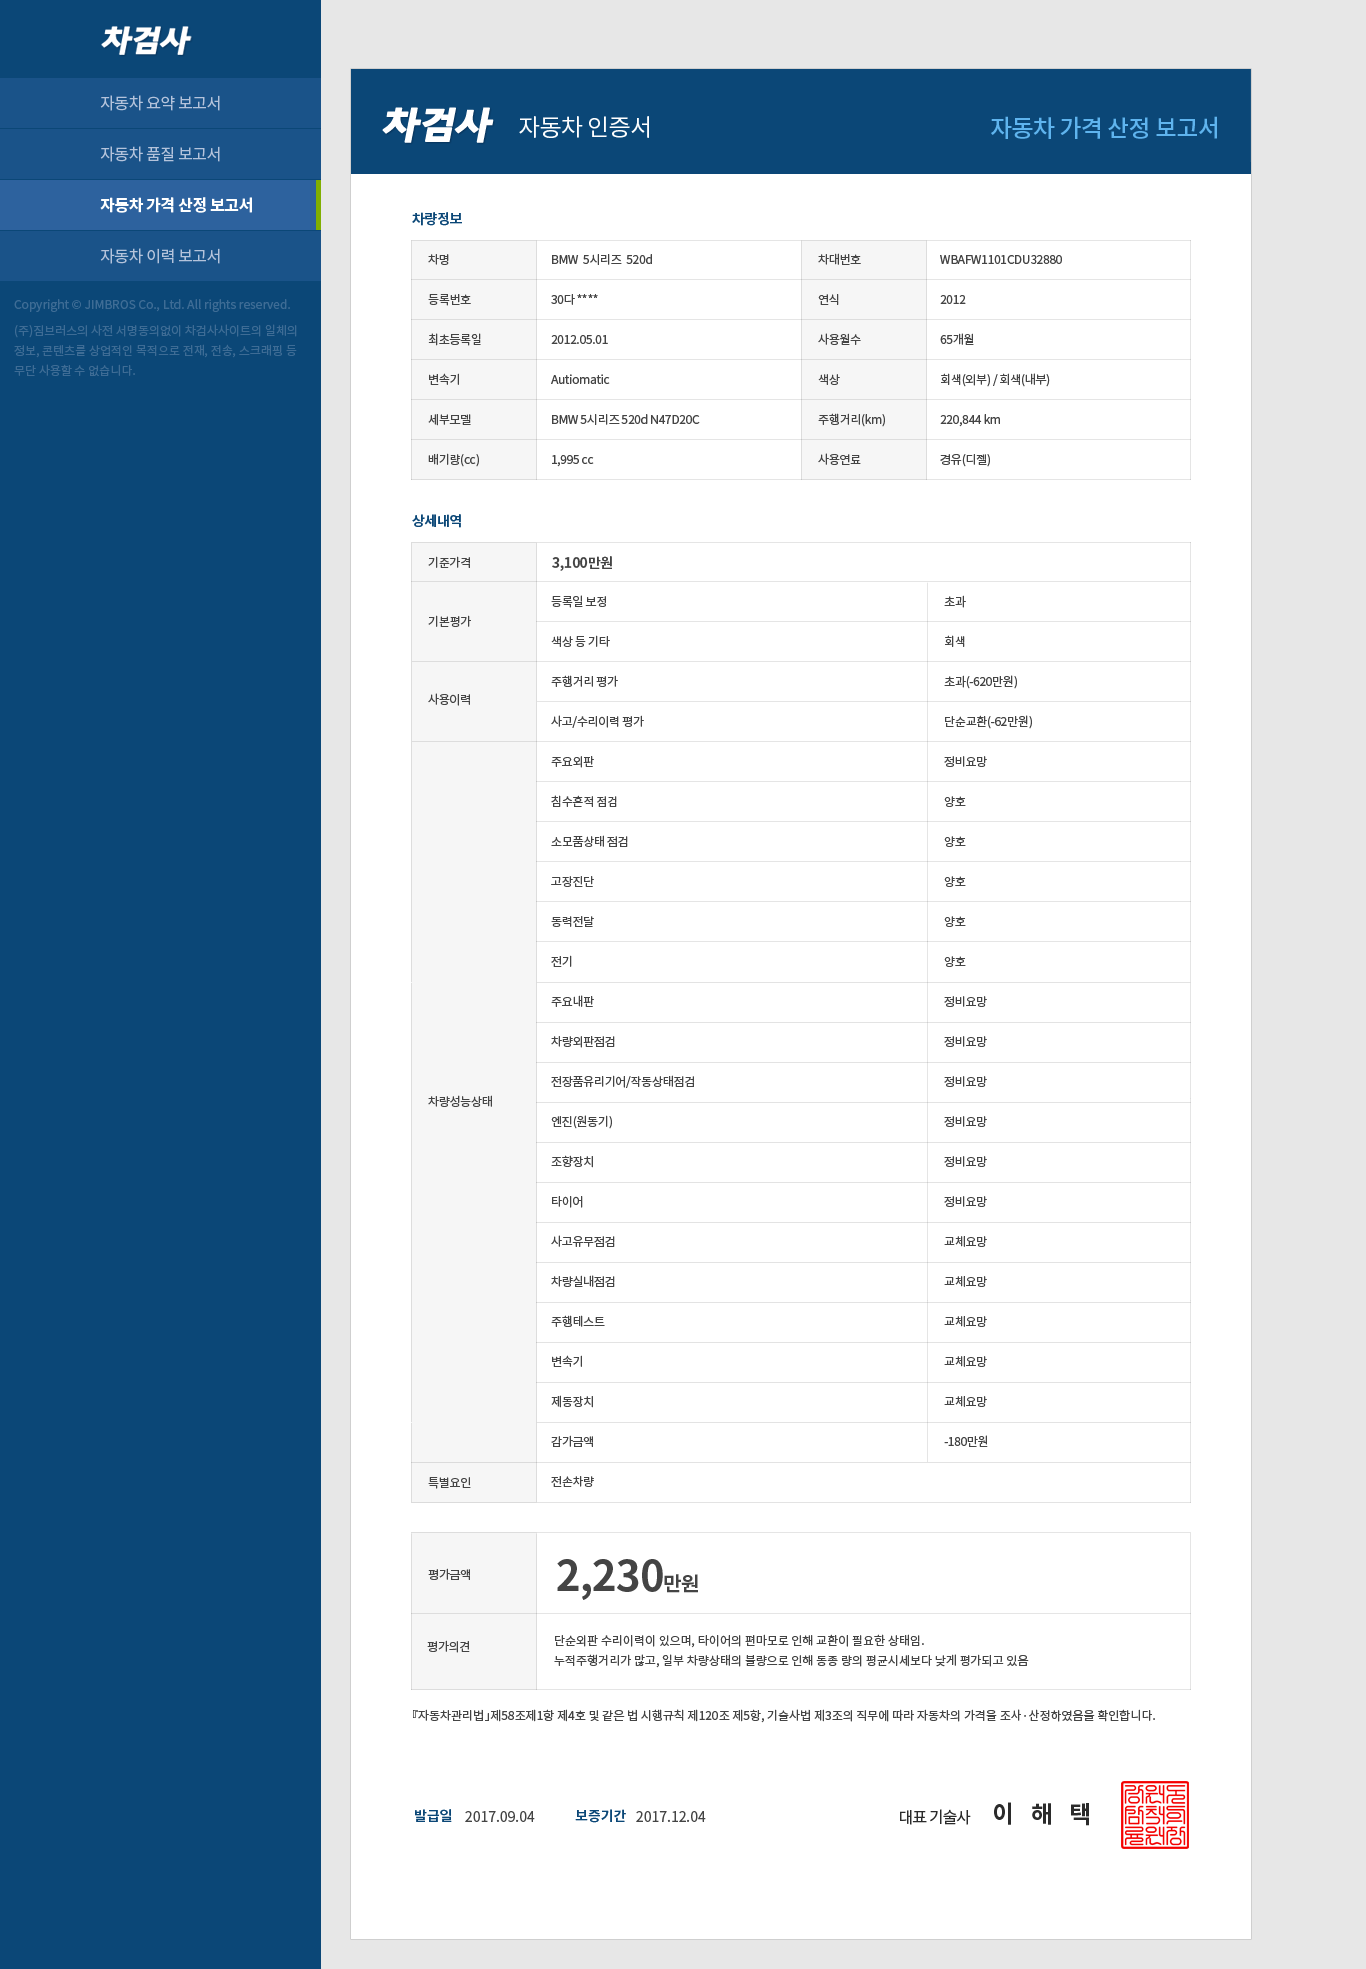 차검사
자동차 요약 보고서
자동차 품질 보고서
자동차 가격 산정 보고서
자동차 이력 보고서
Copyright © JIMBROS Co., Ltd. All rights reserved.
(주)짐브러스의 사전 서명동의없이 차검사사이트의 일체의
정보, 콘텐츠를 상업적인 목적으로 전재, 전송, 스크래핑 등
무단 사용할 수 없습니다.
차검사 자동차 인증서 자동차 가격 산정 보고서
차량정보
차명 BMW 5시리즈 520d 차대번호 WBAFW1101CDU32880
등록번호 30다 **** 연식 2012
최초등록일 2012.05.01 사용월수 65개월
변속기 Autiomatic 색상 회색(외부) / 회색(내부)
세부모델 BMW 5시리즈 520d N47D20C 주행거리(km) 220,844 km
배기량(cc) 1,995 cc 사용연료 경유(디젤)
상세내역
기준가격 3,100만원
기본평가
등록일 보정 초과
색상 등 기타 회색
사용이력
주행거리 평가 초과(-620만원)
사고/수리이력 평가 단순교환(-62만원)
차량성능상태
주요외판 정비요망
침수흔적 점검 양호
소모품상태 점검 양호
고장진단 양호
동력전달 양호
전기 양호
주요내판 정비요망
차량외판점검 정비요망
전장품유리기어/작동상태점검 정비요망
엔진(원동기) 정비요망
조향장치 정비요망
타이어 정비요망
사고유무점검 교체요망
차량실내점검 교체요망
주행테스트 교체요망
변속기 교체요망
제동장치 교체요망
감가금액 -180만원
특별요인 전손차량
평가금액 2,230만원
평가의견
단순외판 수리이력이 있으며, 타이어의 편마모로 인해 교환이 필요한 상태임.
누적주행거리가 많고, 일부 차량상태의 불량으로 인해 동종 량의 평균시세보다 낮게 평가되고 있음
『자동차관리법」제58조제1항 제4호 및 같은 법 시행규칙 제120조 제5항, 기술사법 제3조의 직무에 따라 자동차의 가격을 조사 · 산정하였음을 확인합니다.
발급일 2017.09.04 보증기간 2017.12.04 대표 기술사 이 해 택